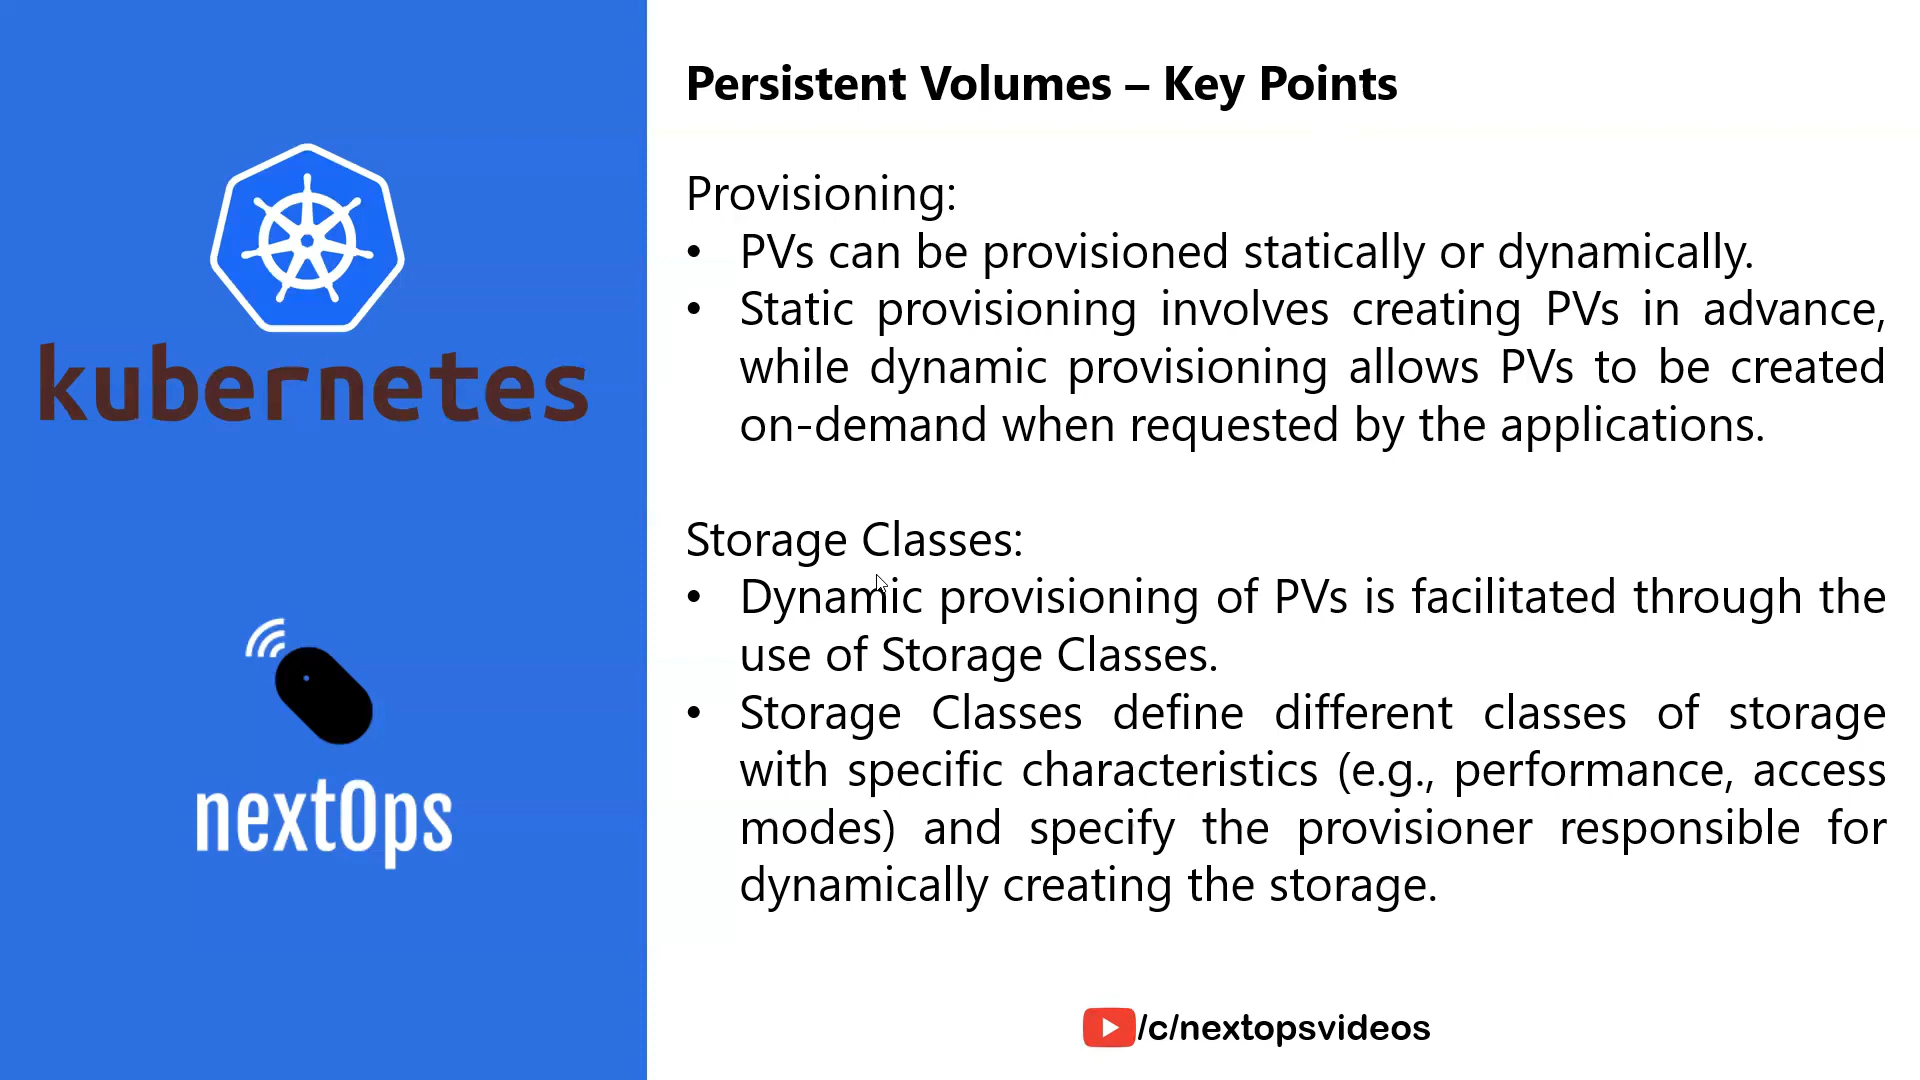 kubernetes
nextOps
Persistent Volumes – Key Points
Provisioning:
• PVs can be provisioned statically or dynamically.
• Static provisioning involves creating PVs in advance,
while dynamic provisioning allows PVs to be created
on-demand when requested by the applications.
Storage Classes:
• Dynamic provisioning of PVs is facilitated through the
use of Storage Classes.
• Storage Classes define different classes of storage
with specific characteristics (e.g., performance, access
modes) and specify the provisioner responsible for
dynamically creating the storage.
/c/nextopsvideos